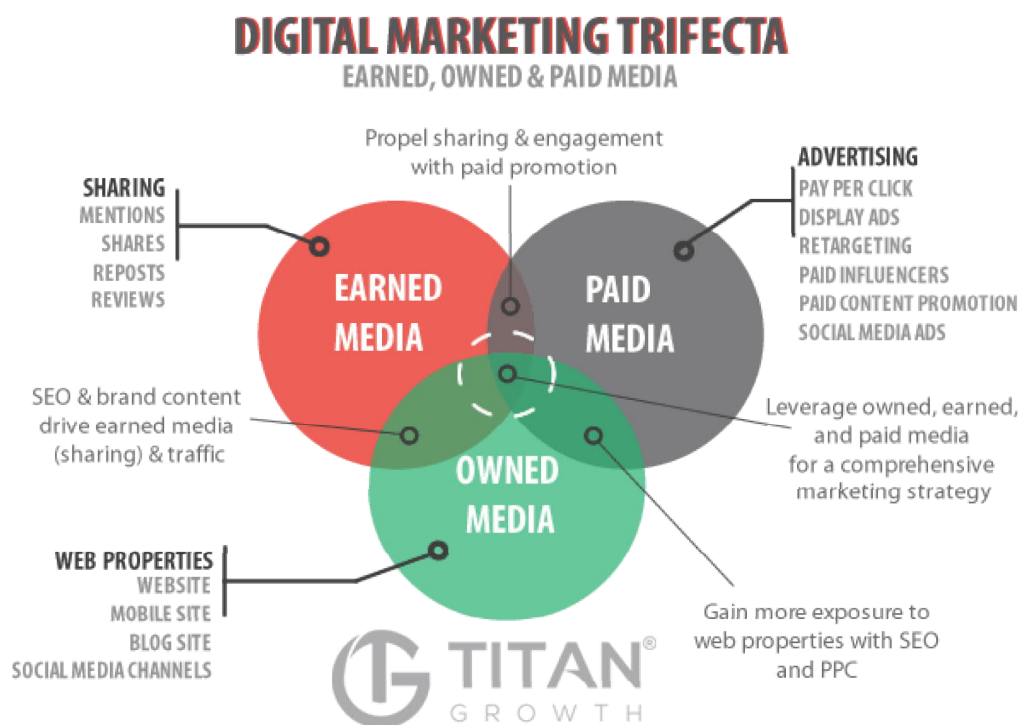 DIGITAL MARKETING TRIFECTA
EARNED, OWNED & PAID MEDIA
Propel sharing & engagement
with paid promotion
SHARING
MENTIONS
SHARES
REPOSTS
REVIEWS
ADVERTISING
PAY PER CLICK
DISPLAY ADS
RETARGETING
PAID INFLUENCERS
PAID CONTENT PROMOTION
SOCIAL MEDIA ADS
EARNED
MEDIA
PAID
MEDIA
SEO & brand content
drive earned media
(sharing) & traffic
Leverage owned, earned,
and paid media
for a comprehensive
marketing strategy
OWNED
MEDIA
WEB PROPERTIES
WEBSITE
MOBILE SITE
BLOG SITE
SOCIAL MEDIA CHANNELS
Gain more exposure to
web properties with SEO
and PPC
TG TITAN®
GROWTH